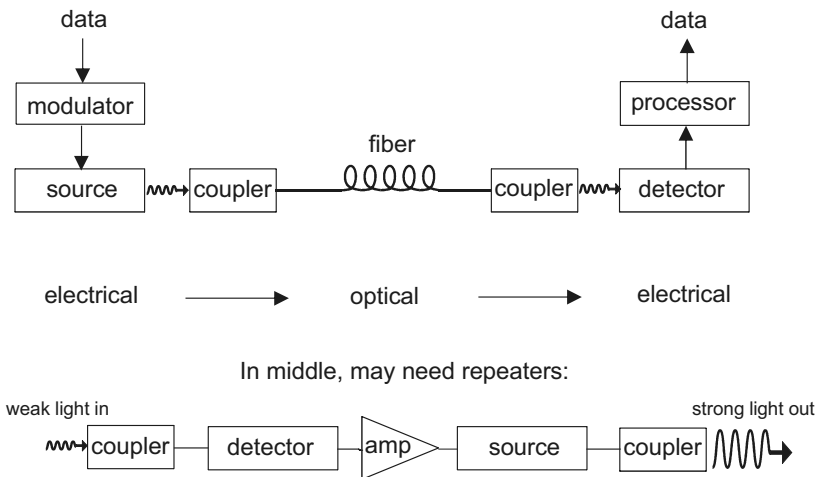 data data
modulator processor
fiber
source coupler coupler detector
electrical optical electrical
In middle, may need repeaters:
weak light in strong light out
coupler detector amp source coupler